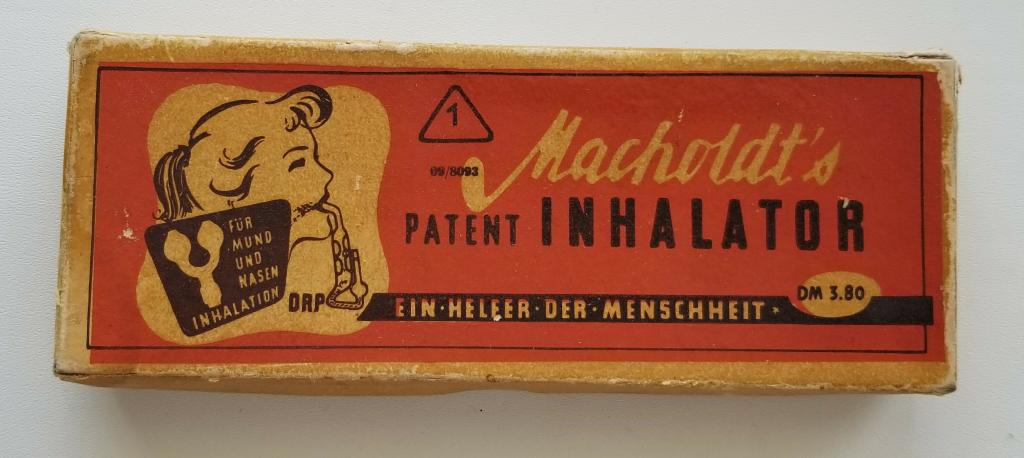 1
09/8093
Macholdt's
PATENT INHALATOR
FÜR
MUND
UND
NASEN
INHALATION
DRP
EIN·HELFER·DER·MENSCHHEIT
DM 3.80